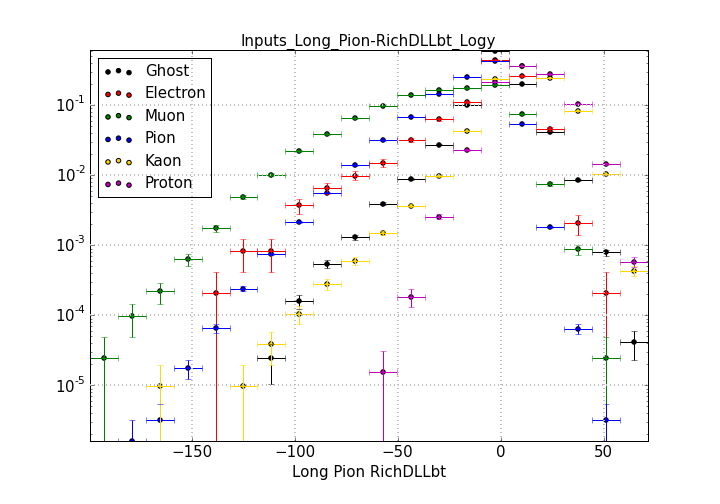 Inputs_Long_Pion-RichDLLbt_Logy
Ghost
Electron
Muon
Pion
Kaon
Proton
10⁻¹
10⁻²
10⁻³
10⁻⁴
10⁻⁵
−150 −100 −50 0 50
Long Pion RichDLLbt